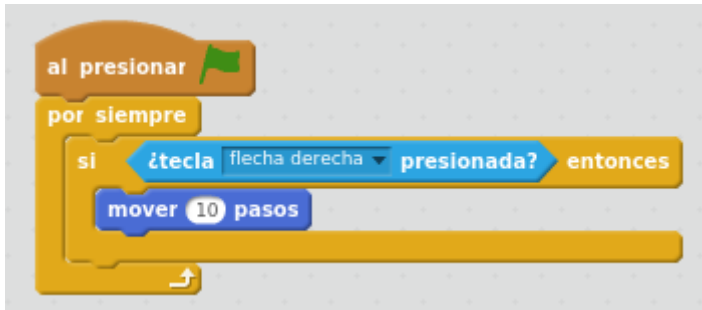 al presionar
por siempre
si ¿tecla flecha derecha presionada? entonces
mover 10 pasos